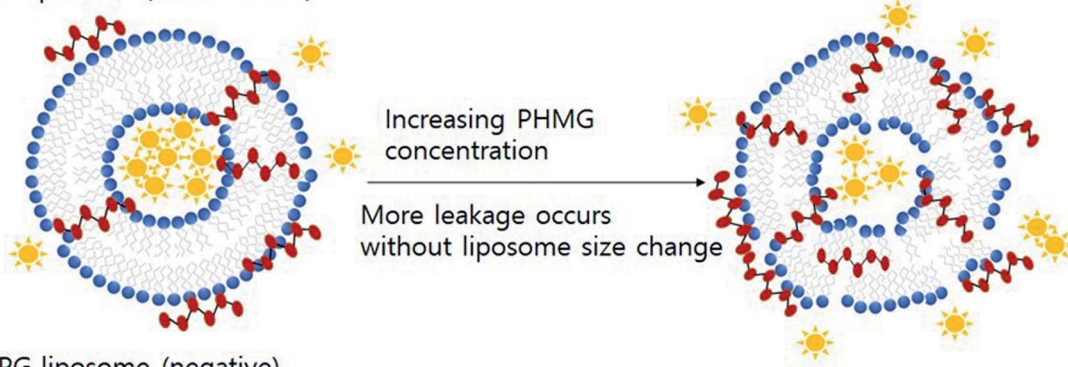 Increasing PHMG
concentration
More leakage occurs
without liposome size change
PG liposome (negative)